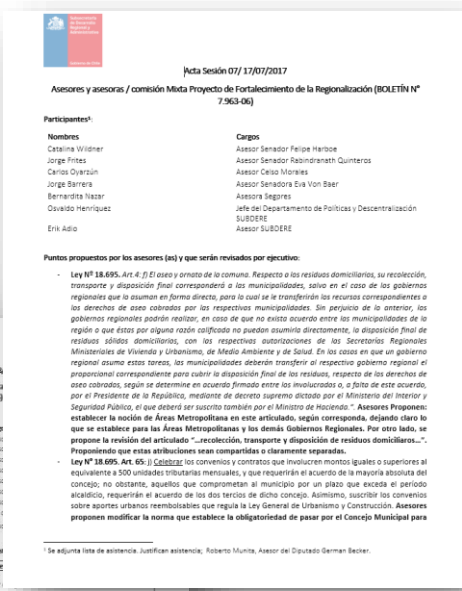 Subsecretaría
de Desarrollo
Regional y
Administrativo
Gobierno de Chile
Acta Sesión 07/ 17/07/2017
Asesores y asesoras / comisión Mixta Proyecto de Fortalecimiento de la Regionalización (BOLETÍN N°
7.963-06)
Participantes¹:
Nombres Cargos
Catalina Wildner Asesor Senador Felipe Harboe
Jorge Frites Asesor Senador Rabindranath Quinteros
Carlos Oyarzún Asesor Celso Morales
Jorge Barrera Asesor Senadora Eva Von Baer
Bernardita Nazar Asesora Segpres
Osvaldo Henríquez Jefe del Departamento de Políticas y Descentralización
SUBDERE
Erik Adio Asesor SUBDERE
Puntos propuestos por los asesores (as) y que serán revisados por ejecutivo:
- Ley Nº 18.695. Art.4: f) El aseo y ornato de la comuna. Respecto a los residuos domiciliarios, su recolección,
transporte y disposición final corresponderá a las municipalidades, salvo en el caso de los gobiernos
regionales que lo asuman en forma directa, para lo cual se le transferirán los recursos correspondientes a
los derechos de aseo cobrados por las respectivas municipalidades. Sin perjuicio de lo anterior, los
gobiernos regionales podrán realizar, en caso de que no exista acuerdo entre las municipalidades de la
región o que éstas por alguna razón calificada no puedan asumirla directamente, la disposición final de
residuos sólidos domiciliarios, con las respectivas autorizaciones de las Secretarías Regionales
Ministeriales de Vivienda y Urbanismo, de Medio Ambiente y de Salud. En los casos en que un gobierno
regional asuma estas tareas, las municipalidades deberán transferir al respectivo gobierno regional el
proporcional correspondiente para cubrir la disposición final de los residuos, respecto de los derechos de
aseo cobrados, según se determine en acuerdo firmado entre los involucrados o, a falta de este acuerdo,
por el Presidente de la República, mediante de decreto supremo dictado por el Ministerio del Interior y
Seguridad Pública, el que deberá ser suscrito también por el Ministro de Hacienda.". Asesores Proponen:
establecer la noción de Áreas Metropolitana en este articulado, según corresponda, dejando claro lo
que se establece para las Áreas Metropolitanas y los demás Gobiernos Regionales. Por otro lado, se
propone la revisión del articulado "...recolección, transporte y disposición de residuos domiciliarios...".
Proponiendo que estas atribuciones sean compartidas o claramente separadas.
- Ley N° 18.695. Art. 65: j) Celebrar los convenios y contratos que involucren montos iguales o superiores al
equivalente a 500 unidades tributarias mensuales, y que requerirán el acuerdo de la mayoría absoluta del
concejo; no obstante, aquellos que comprometan al municipio por un plazo que exceda el período
alcaldicio, requerirán el acuerdo de los dos tercios de dicho concejo. Asimismo, suscribir los convenios
sobre aportes urbanos reembolsables que regula la Ley General de Urbanismo y Construcción. Asesores
proponen modificar la norma que establece la obligatoriedad de pasar por el Concejo Municipal para
¹ Se adjunta lista de asistencia. Justifican asistencia; Roberto Munita, Asesor del Diputado German Becker.